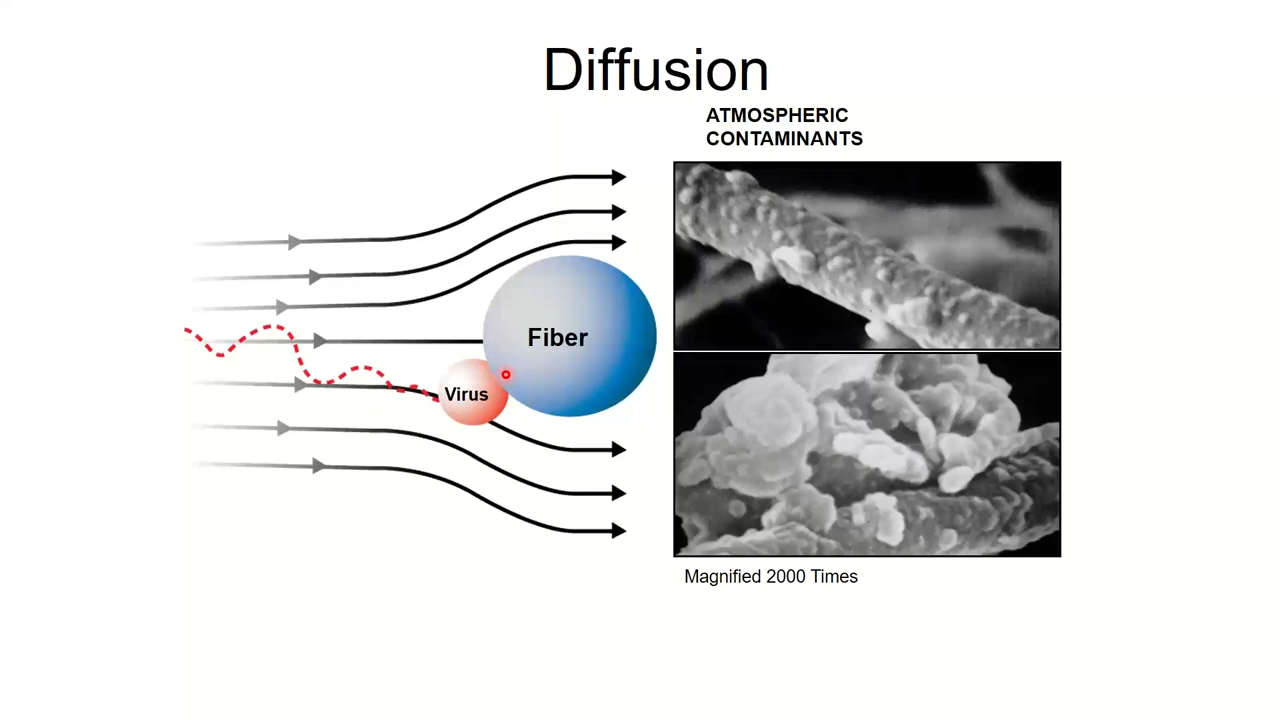 Diffusion
ATMOSPHERIC
CONTAMINANTS
Fiber
Virus
Magnified 2000 Times